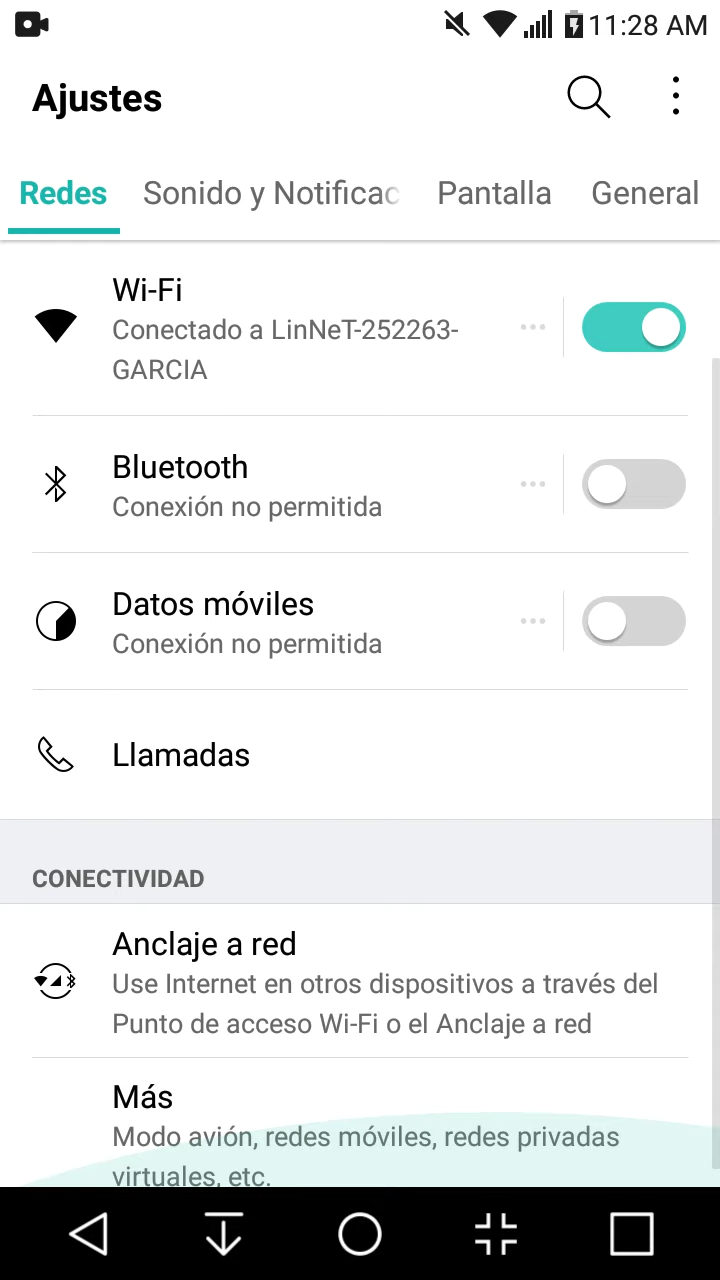 11:28 AM
Ajustes
Redes Sonido y Notificac Pantalla General
Wi-Fi
Conectado a LinNeT-252263-
GARCIA
Bluetooth
Conexión no permitida
Datos móviles
Conexión no permitida
Llamadas
CONECTIVIDAD
Anclaje a red
Use Internet en otros dispositivos a través del
Punto de acceso Wi-Fi o el Anclaje a red
Más
Modo avión, redes móviles, redes privadas
virtuales, etc.